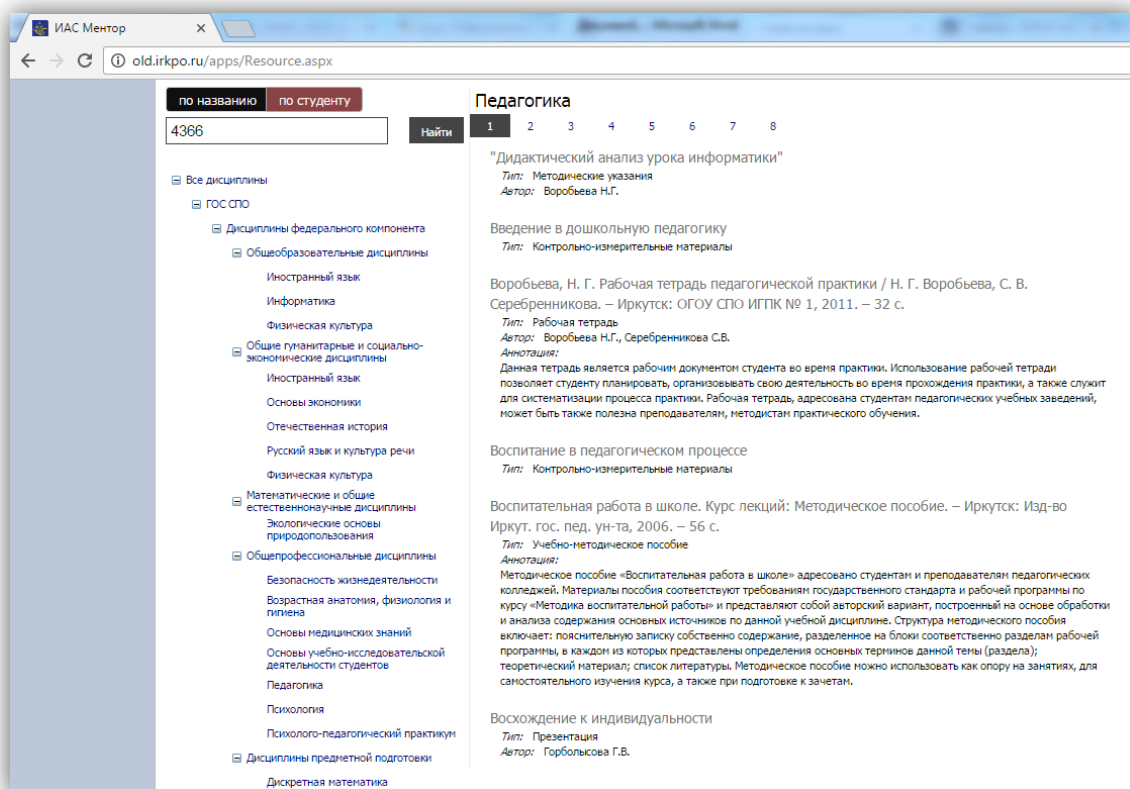 ИАС Ментор
old.irkpo.ru/apps/Resource.aspx
по названию по студенту
4366 Найти
Все дисциплины
ГОС СПО
Дисциплины федерального компонента
Общеобразовательные дисциплины
Иностранный язык
Информатика
Физическая культура
Общие гуманитарные и социально-
экономические дисциплины
Иностранный язык
Основы экономики
Отечественная история
Русский язык и культура речи
Физическая культура
Математические и общие
естественнонаучные дисциплины
Экологические основы
природопользования
Общепрофессиональные дисциплины
Безопасность жизнедеятельности
Возрастная анатомия, физиология и
гигиена
Основы медицинских знаний
Основы учебно-исследовательской
деятельности студентов
Педагогика
Психология
Психолого-педагогический практикум
Дисциплины предметной подготовки
Дискретная математика
Педагогика
1 2 3 4 5 6 7 8
"Дидактический анализ урока информатики"
Тип: Методические указания
Автор: Воробьева Н.Г.
Введение в дошкольную педагогику
Тип: Контрольно-измерительные материалы
Воробьева, Н. Г. Рабочая тетрадь педагогической практики / Н. Г. Воробьева, С. В.
Серебренникова. – Иркутск: ОГОУ СПО ИГПК № 1, 2011. – 32 с.
Тип: Рабочая тетрадь
Автор: Воробьева Н.Г., Серебренникова С.В.
Аннотация:
Данная тетрадь является рабочим документом студента во время практики. Использование рабочей тетради
позволяет студенту планировать, организовывать свою деятельность во время прохождения практики, а также служит
для систематизации процесса практики. Рабочая тетрадь, адресована студентам педагогических учебных заведений,
может быть также полезна преподавателям, методистам практического обучения.
Воспитание в педагогическом процессе
Тип: Контрольно-измерительные материалы
Воспитательная работа в школе. Курс лекций: Методическое пособие. – Иркутск: Изд-во
Иркут. гос. пед. ун-та, 2006. – 56 с.
Тип: Учебно-методическое пособие
Аннотация:
Методическое пособие «Воспитательная работа в школе» адресовано студентам и преподавателям педагогических
колледжей. Материалы пособия соответствуют требованиям государственного стандарта и рабочей программы по
курсу «Методика воспитательной работы» и представляют собой авторский вариант, построенный на основе обработки
и анализа содержания основных источников по данной учебной дисциплине. Структура методического пособия
включает: пояснительную записку собственно содержание, разделенное на блоки соответственно разделам рабочей
программы, в каждом из которых представлены определения основных терминов данной темы (раздела);
теоретический материал; список литературы. Методическое пособие можно использовать как опору на занятиях, для
самостоятельного изучения курса, а также при подготовке к зачетам.
Восхождение к индивидуальности
Тип: Презентация
Автор: Горболысова Г.В.